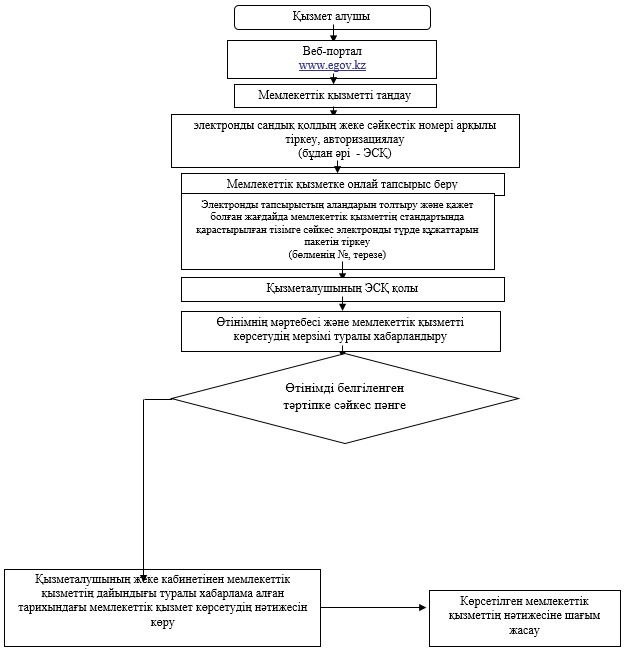 Қызмет алушы
Веб-портал
www.egov.kz
Мемлекеттік қызметті таңдау
электронды сандық қолдың жеке сәйкестік номері арқылы
тіркеу, авторизациялау
(бұдан әрі - ЭСҚ)
Мемлекеттік қызметке онлай тапсырыс беру
Электронды тапсырыстың аландарын толтыру және қажет
болған жағдайда мемлекеттік қызметтің стандартында
қарастырылған тізімге сәйкес электронды түрде құжаттарын
пакетін тіркеу
(бөлменің №, терезе)
Қызметалушының ЭСҚ қолы
Өтінімнің мәртебесі және мемлекеттік қызметті
көрсетудің мерзімі туралы хабарландыру
Өтінімді белгіленген
тәртіпке сәйкес пәнге
Қызметалушының жеке кабинетінен мемлекеттік
қызметтің дайындығы туралы хабарлама алған
тарихындағы мемлекеттік қызмет көрсетудің нәтижесін
көру
Көрсетілген мемлекеттік
қызметтің нәтижесіне шағым
жасау